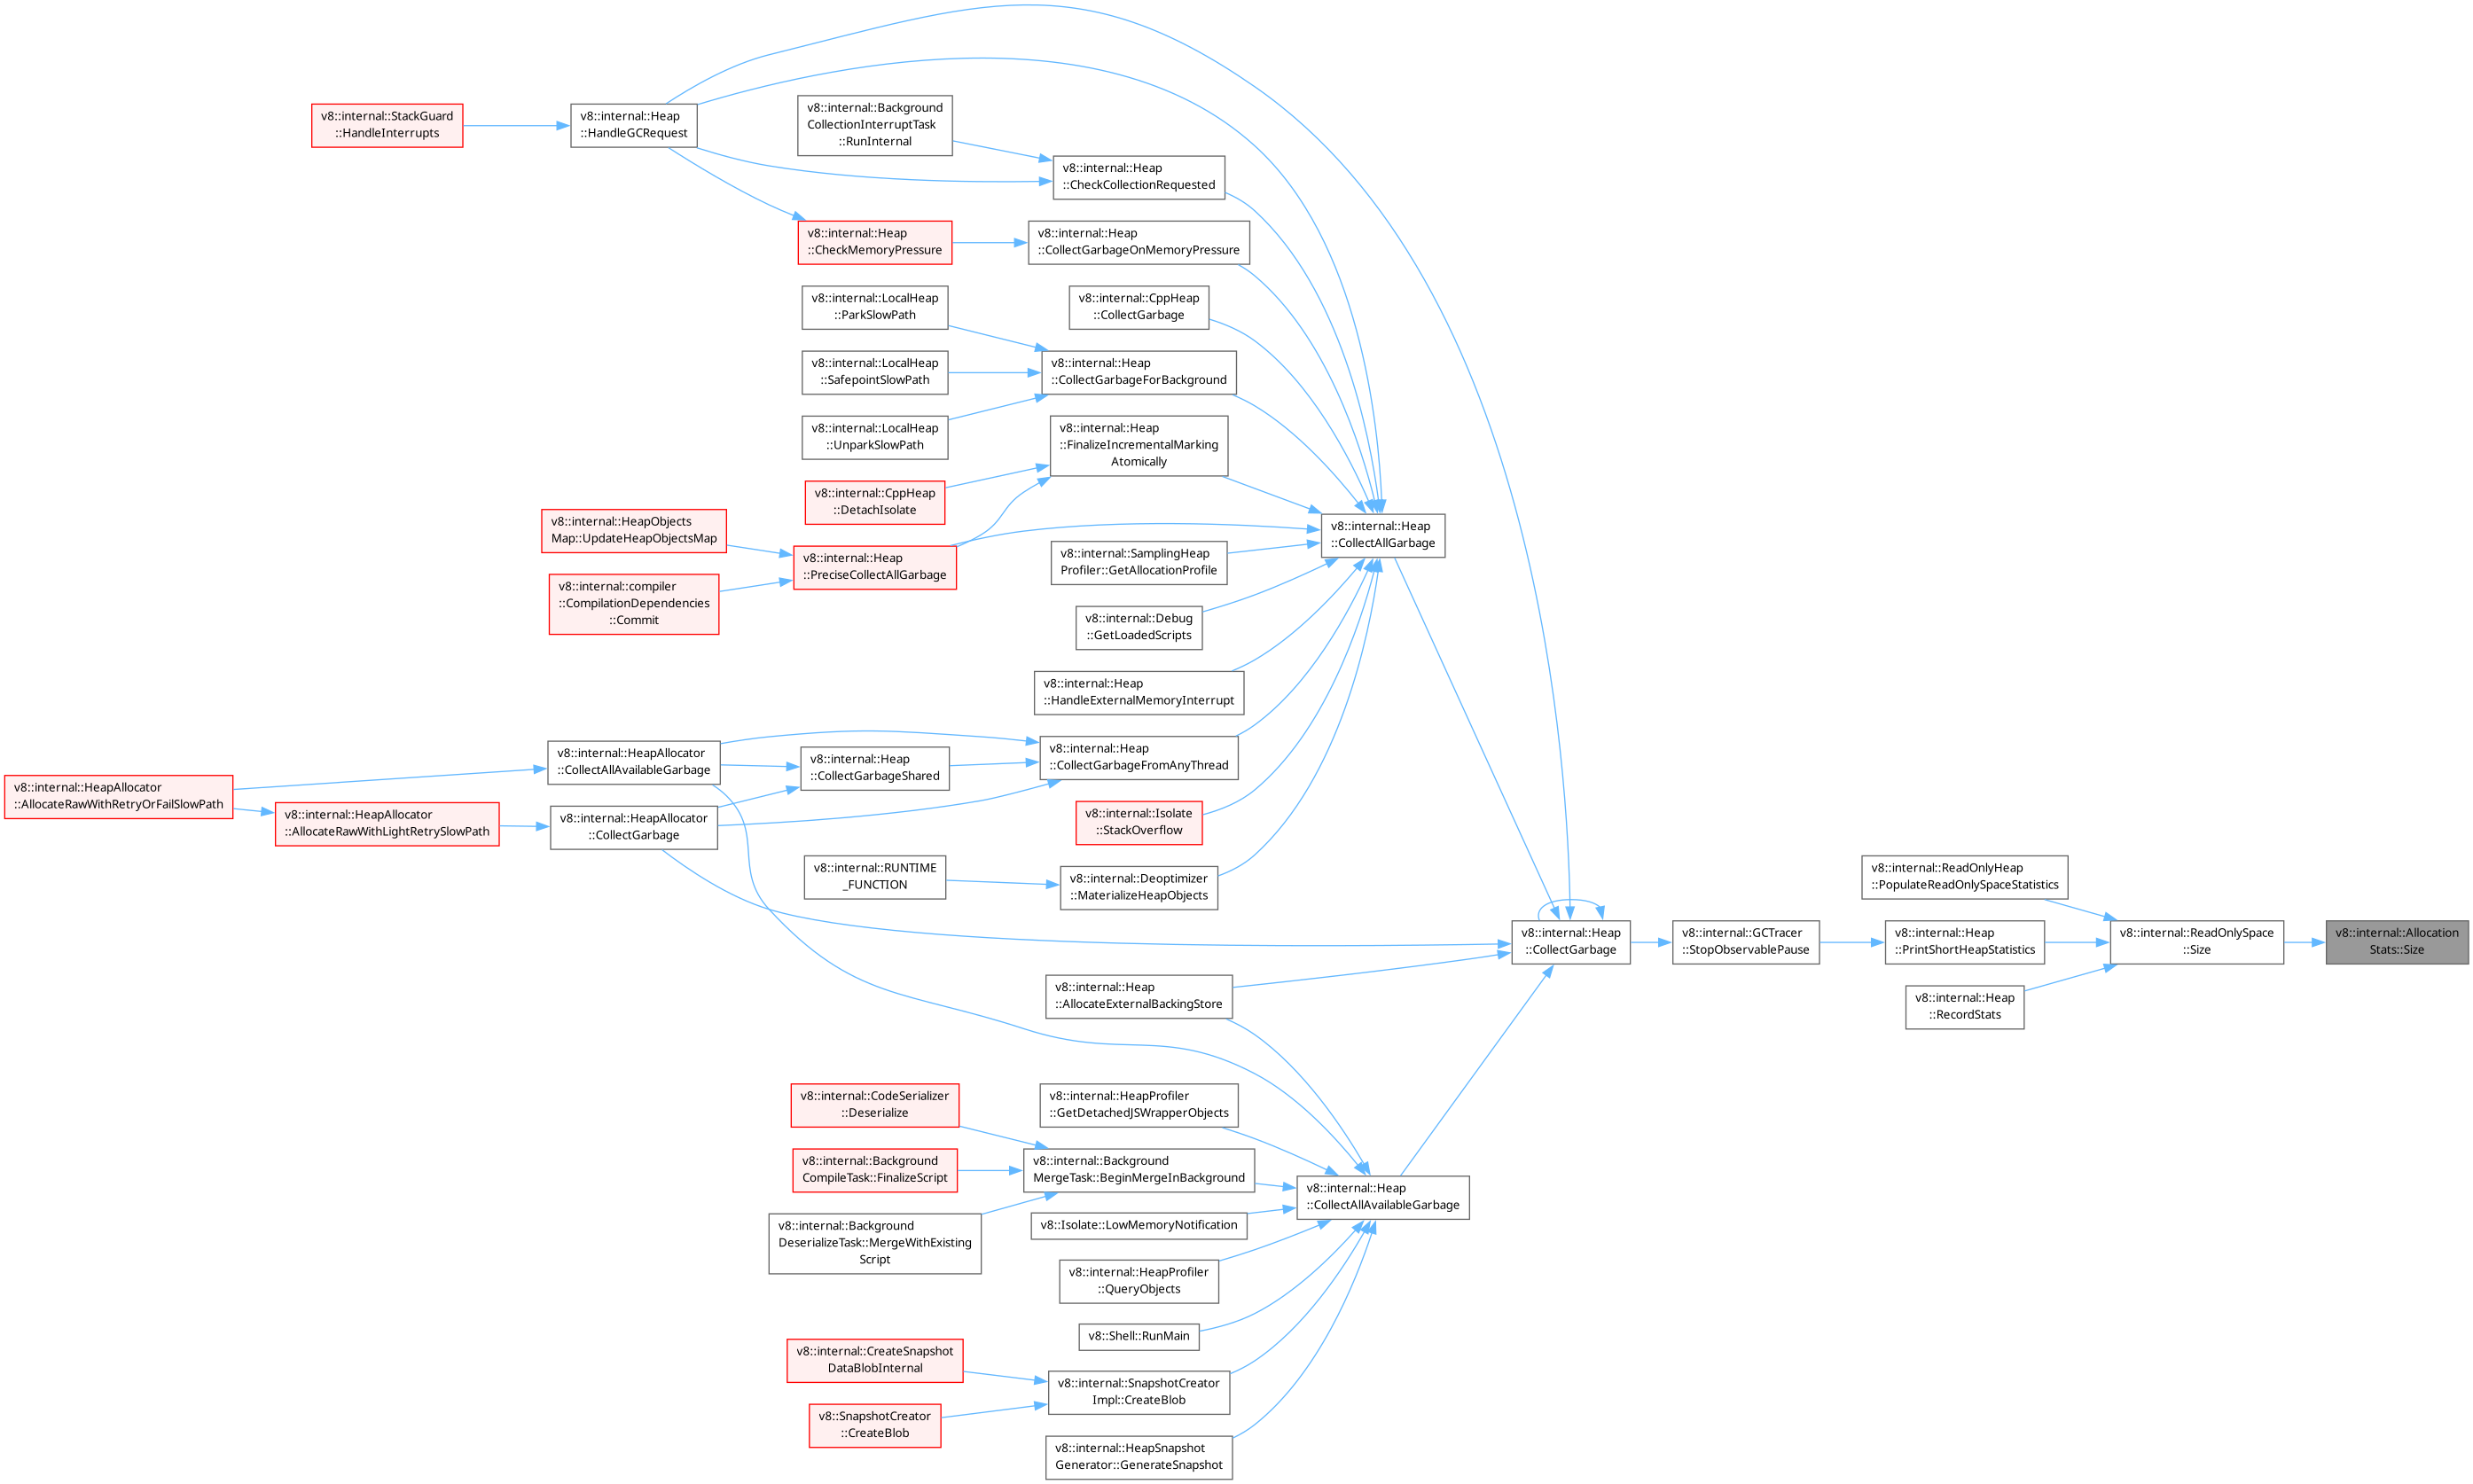 v8::internal::StackGuard
::HandleInterrupts
v8::internal::Heap
::HandleGCRequest
v8::internal::Background
CollectionInterruptTask
::RunInternal
v8::internal::Heap
::CheckCollectionRequested
v8::internal::Heap
::CheckMemoryPressure
v8::internal::Heap
::CollectGarbageOnMemoryPressure
v8::internal::LocalHeap
::ParkSlowPath
v8::internal::CppHeap
::CollectGarbage
v8::internal::LocalHeap
::SafepointSlowPath
v8::internal::Heap
::CollectGarbageForBackground
v8::internal::LocalHeap
::UnparkSlowPath
v8::internal::Heap
::FinalizeIncrementalMarking
Atomically
v8::internal::CppHeap
::DetachIsolate
v8::internal::HeapObjects
Map::UpdateHeapObjectsMap
v8::internal::Heap
::PreciseCollectAllGarbage
v8::internal::compiler
::CompilationDependencies
::Commit
v8::internal::SamplingHeap
Profiler::GetAllocationProfile
v8::internal::Heap
::CollectAllGarbage
v8::internal::Debug
::GetLoadedScripts
v8::internal::Heap
::HandleExternalMemoryInterrupt
v8::internal::HeapAllocator
::CollectAllAvailableGarbage
v8::internal::Heap
::CollectGarbageShared
v8::internal::Heap
::CollectGarbageFromAnyThread
v8::internal::HeapAllocator
::AllocateRawWithRetryOrFailSlowPath
v8::internal::HeapAllocator
::AllocateRawWithLightRetrySlowPath
v8::internal::HeapAllocator
::CollectGarbage
v8::internal::Isolate
::StackOverflow
v8::internal::RUNTIME
_FUNCTION
v8::internal::Deoptimizer
::MaterializeHeapObjects
v8::internal::Heap
::CollectGarbage
v8::internal::GCTracer
::StopObservablePause
v8::internal::ReadOnlyHeap
::PopulateReadOnlySpaceStatistics
v8::internal::Heap
::PrintShortHeapStatistics
v8::internal::Heap
::RecordStats
v8::internal::ReadOnlySpace
::Size
v8::internal::Allocation
Stats::Size
v8::internal::Heap
::AllocateExternalBackingStore
v8::internal::CodeSerializer
::Deserialize
v8::internal::HeapProfiler
::GetDetachedJSWrapperObjects
v8::internal::Background
CompileTask::FinalizeScript
v8::internal::Background
MergeTask::BeginMergeInBackground
v8::internal::Heap
::CollectAllAvailableGarbage
v8::internal::Background
DeserializeTask::MergeWithExisting
Script
v8::Isolate::LowMemoryNotification
v8::internal::HeapProfiler
::QueryObjects
v8::Shell::RunMain
v8::internal::CreateSnapshot
DataBlobInternal
v8::internal::SnapshotCreator
Impl::CreateBlob
v8::SnapshotCreator
::CreateBlob
v8::internal::HeapSnapshot
Generator::GenerateSnapshot